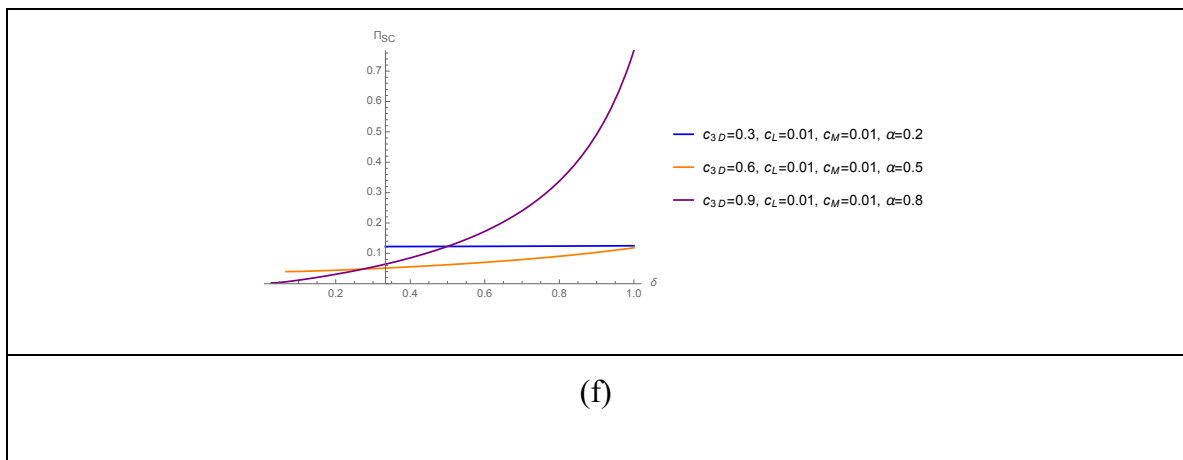 Π_SC
0.7
0.6
0.5
0.4
0.3
0.2
0.1
0.2 0.4 0.6 0.8 1.0 δ
c_3D=0.3, c_L=0.01, c_M=0.01, α=0.2
c_3D=0.6, c_L=0.01, c_M=0.01, α=0.5
c_3D=0.9, c_L=0.01, c_M=0.01, α=0.8
(f)